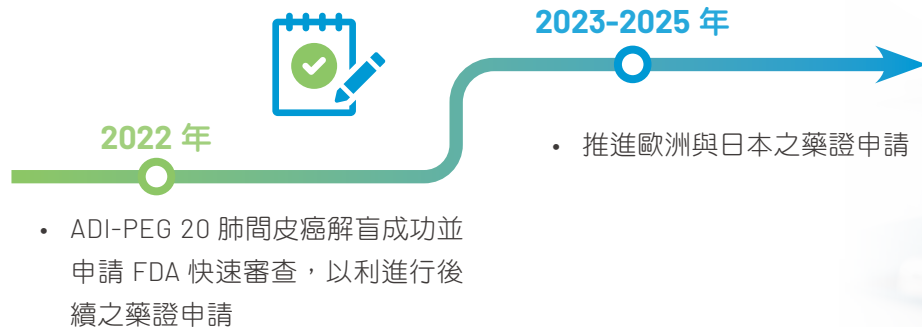 2022 年
• ADI-PEG 20 肺間皮癌解盲成功並
申請 FDA 快速審查，以利進行後
續之藥證申請
2023-2025 年
• 推進歐洲與日本之藥證申請